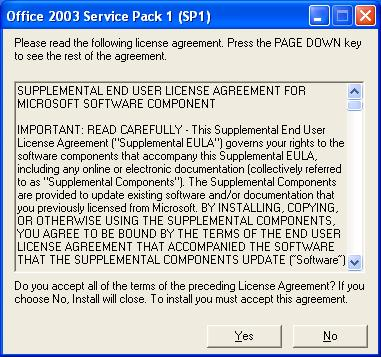 Office 2003 Service Pack 1 (SP1)
Please read the following license agreement. Press the PAGE DOWN key
to see the rest of the agreement.
SUPPLEMENTAL END USER LICENSE AGREEMENT FOR
MICROSOFT SOFTWARE COMPONENT
IMPORTANT: READ CAREFULLY - This Supplemental End User
License Agreement ("Supplemental EULA") governs your rights to the
software components that accompany this Supplemental EULA,
including any online or electronic documentation (collectively referred
to as "Supplemental Components"). The Supplemental Components
are provided to update existing software and/or documentation that
you previously licensed from Microsoft. BY INSTALLING, COPYING,
OR OTHERWISE USING THE SUPPLEMENTAL COMPONENTS,
YOU AGREE TO BE BOUND BY THE TERMS OF THE END USER
LICENSE AGREEMENT THAT ACCOMPANIED THE SOFTWARE
THAT THE SUPPLEMENTAL COMPONENTS UPDATE ("Software")
Do you accept all of the terms of the preceding License Agreement? If you
choose No, Install will close. To install you must accept this agreement.
Yes No